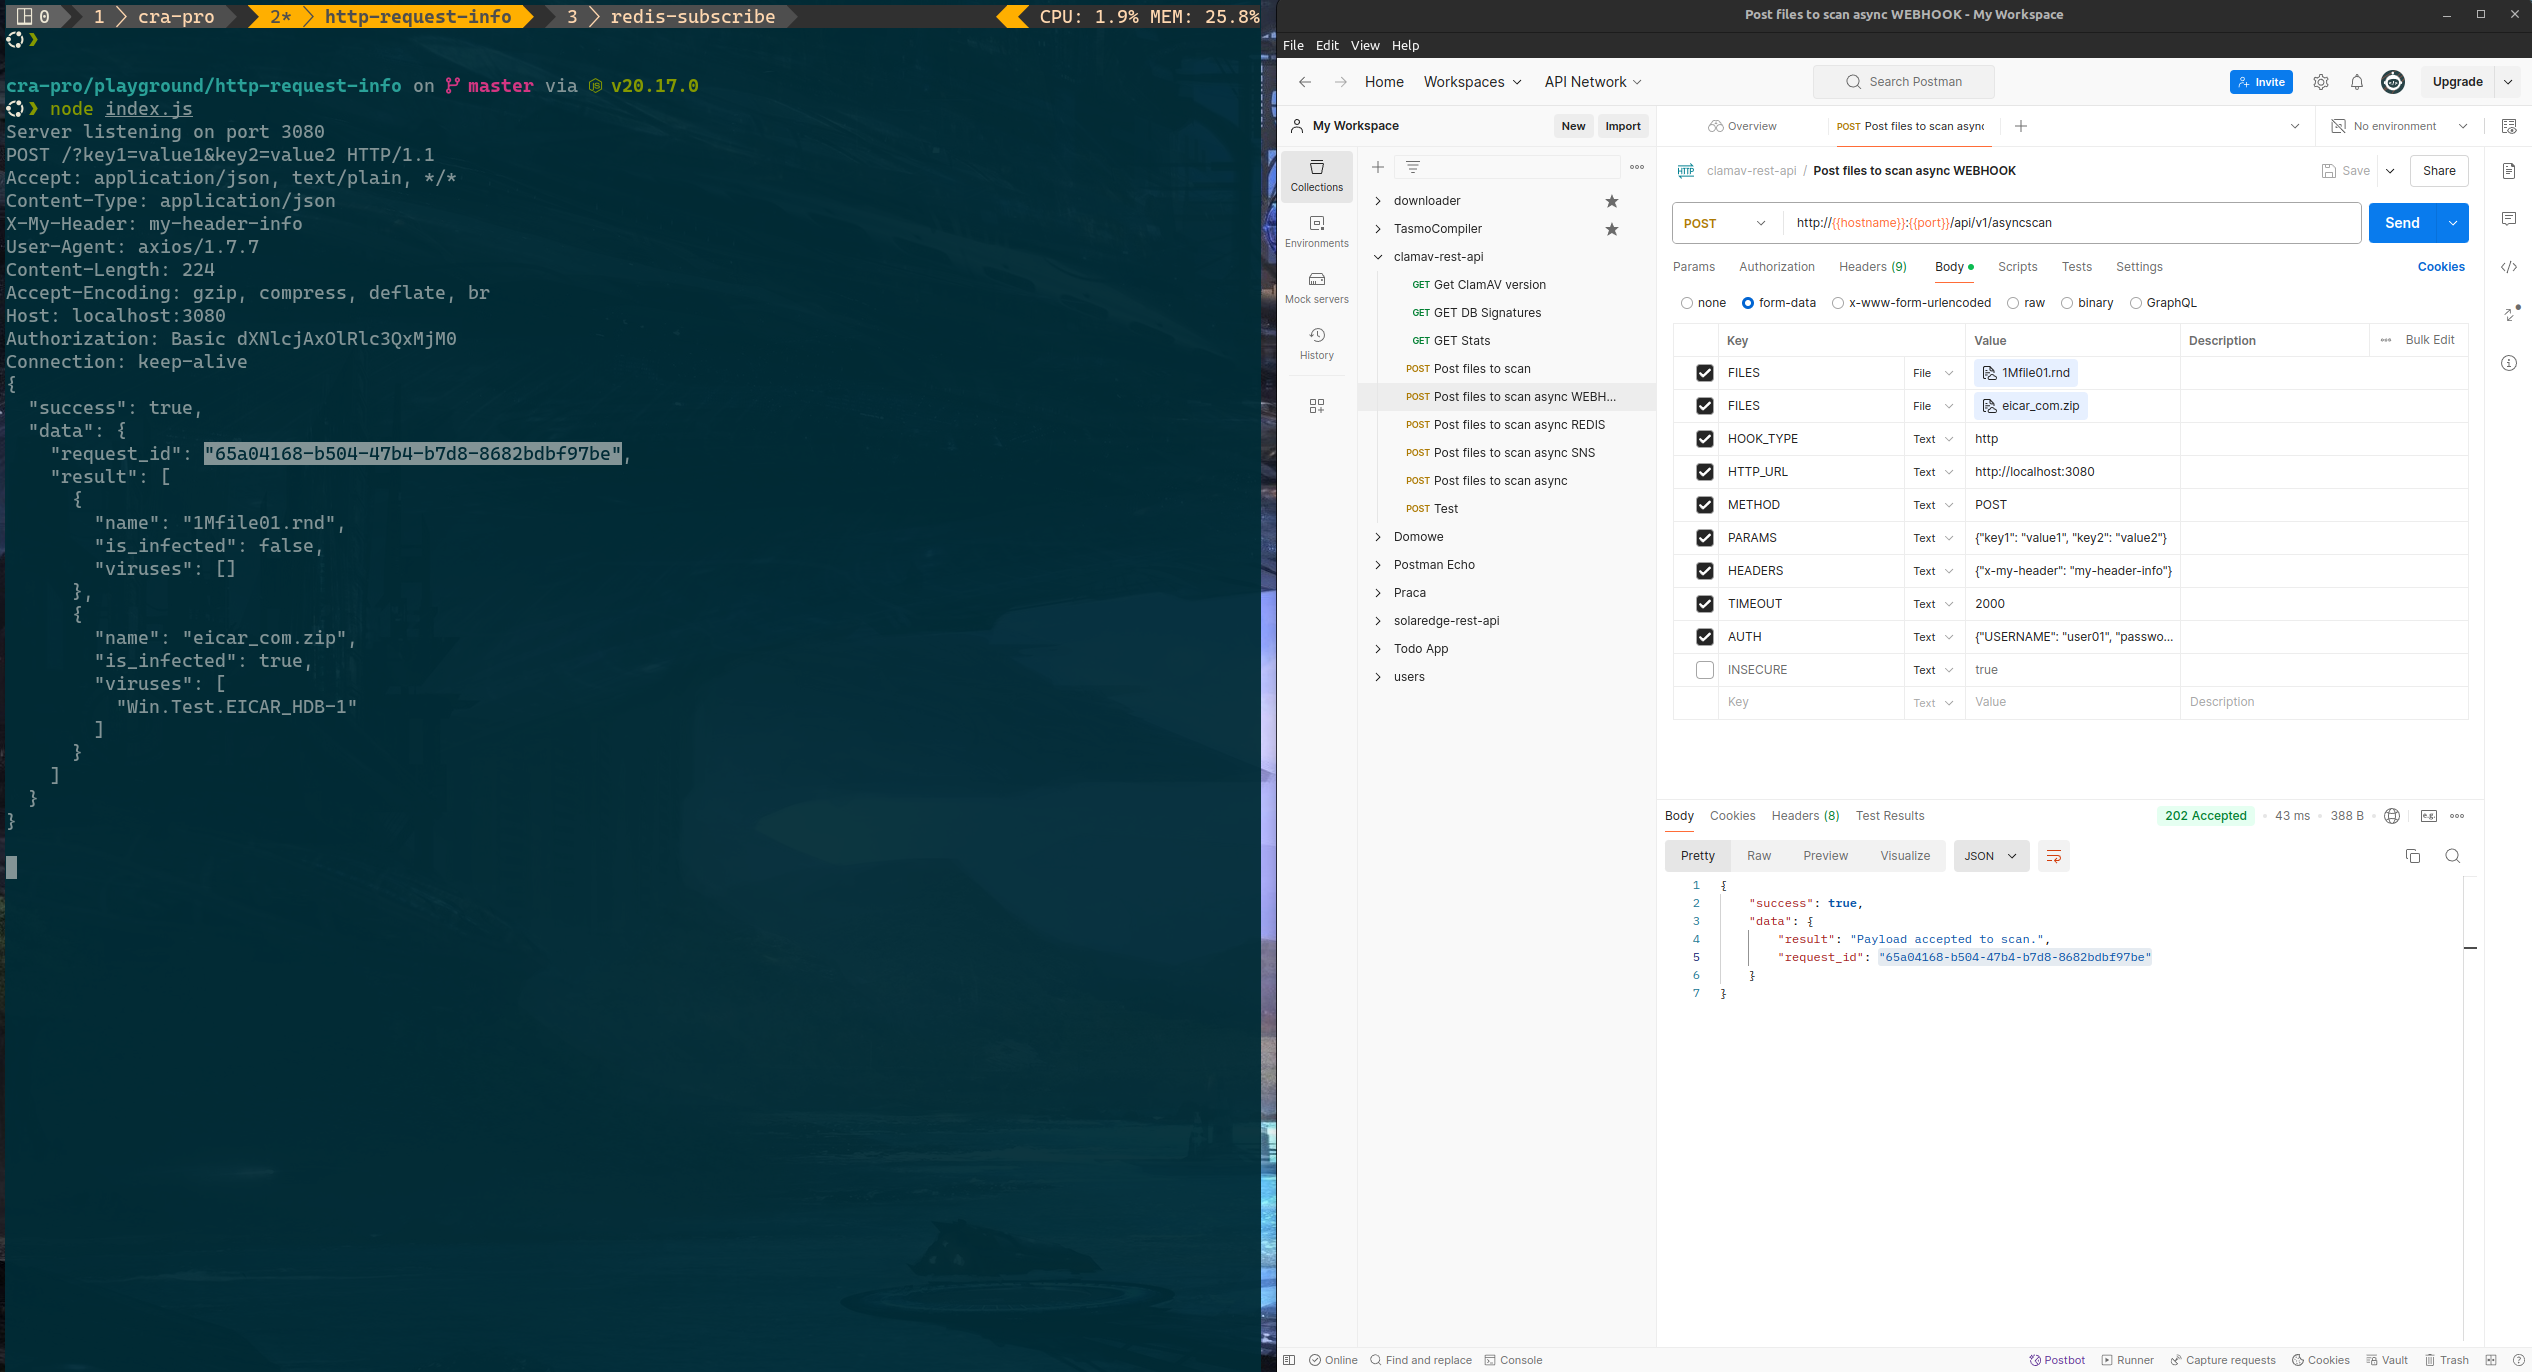 0 1 cra-pro 2* http-request-info 3 redis-subscribe CPU: 1.9% MEM: 25.8%
cra-pro/playground/http-request-info on master via v20.17.0
node index.js
Server listening on port 3080
POST /?key1=value1&key2=value2 HTTP/1.1
Accept: application/json, text/plain, */*
Content-Type: application/json
X-My-Header: my-header-info
User-Agent: axios/1.7.7
Content-Length: 224
Accept-Encoding: gzip, compress, deflate, br
Host: localhost:3080
Authorization: Basic dXNlcjAxOlRlc3QxMjM0
Connection: keep-alive
{
"success": true,
"data": {
"request_id": "65a04168-b504-47b4-b7d8-8682bdbf97be",
"result": [
{
"name": "1Mfile01.rnd",
"is_infected": false,
"viruses": []
},
{
"name": "eicar_com.zip",
"is_infected": true,
"viruses": [
"Win.Test.EICAR_HDB-1"
]
}
]
}
}
Post files to scan async WEBHOOK - My Workspace
File Edit View Help
Home Workspaces API Network Search Postman Invite Upgrade
My Workspace New Import
Overview POST Post files to scan async No environment
Collections
Environments
Mock servers
History
downloader
TasmoCompiler
clamav-rest-api
GET Get ClamAV version
GET GET DB Signatures
GET GET Stats
POST Post files to scan
POST Post files to scan async WEBH...
POST Post files to scan async REDIS
POST Post files to scan async SNS
POST Post files to scan async
POST Test
Domowe
Postman Echo
Praca
solaredge-rest-api
Todo App
users
HTTP clamav-rest-api / Post files to scan async WEBHOOK Save Share
POST http://{{hostname}}:{{port}}/api/v1/asyncscan Send
Params Authorization Headers (9) Body Scripts Tests Settings Cookies
none form-data x-www-form-urlencoded raw binary GraphQL
Key Value Description Bulk Edit
FILES File 1Mfile01.rnd
FILES File eicar_com.zip
HOOK_TYPE Text http
HTTP_URL Text http://localhost:3080
METHOD Text POST
PARAMS Text {"key1": "value1", "key2": "value2"}
HEADERS Text {"x-my-header": "my-header-info"}
TIMEOUT Text 2000
AUTH Text {"USERNAME": "user01", "passwo...
INSECURE Text true
Key Text Value Description
Body Cookies Headers (8) Test Results 202 Accepted 43 ms 388 B e.g.
Pretty Raw Preview Visualize JSON
1 {
2 "success": true,
3 "data": {
4 "result": "Payload accepted to scan.",
5 "request_id": "65a04168-b504-47b4-b7d8-8682bdbf97be"
6 }
7 }
Online Find and replace Console Postbot Runner Capture requests Cookies Vault Trash